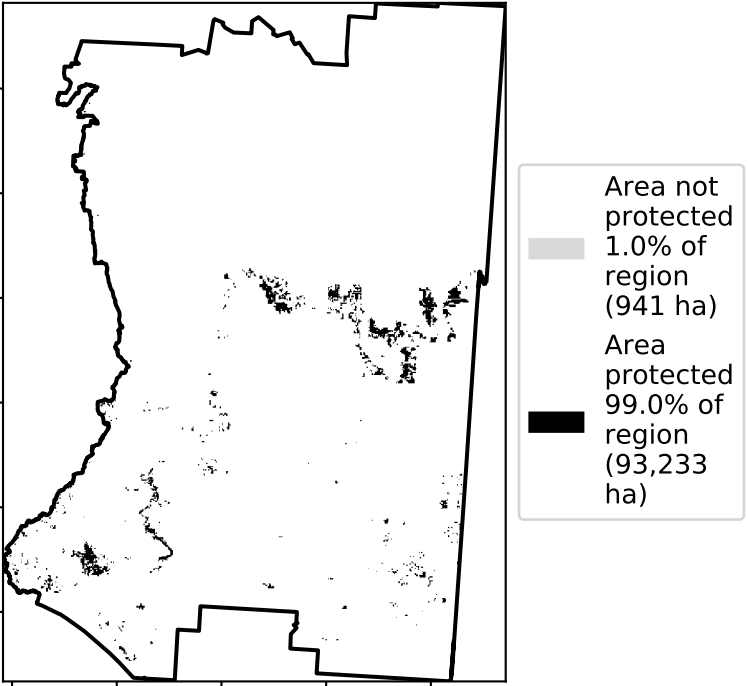 Area not
protected
1.0% of
region
(941 ha)
Area
protected
99.0% of
region
(93,233
ha)